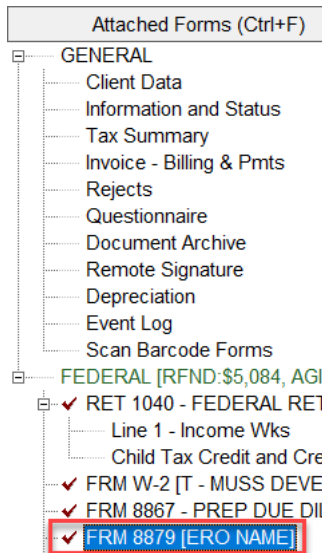 Attached Forms (Ctrl+F)
GENERAL
Client Data
Information and Status
Tax Summary
Invoice - Billing & Pmts
Rejects
Questionnaire
Document Archive
Remote Signature
Depreciation
Event Log
Scan Barcode Forms
FEDERAL [RFND:$5,084, AGI
RET 1040 - FEDERAL RET
Line 1 - Income Wks
Child Tax Credit and Cre
FRM W-2 [T - MUSS DEVE
FRM 8867 - PREP DUE DIL
FRM 8879 [ERO NAME]